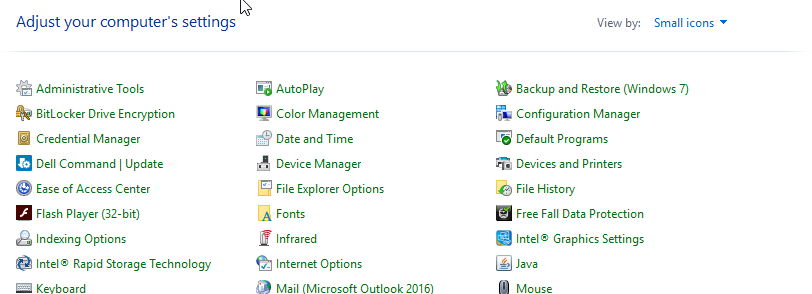 Adjust your computer's settings View by: Small icons
Administrative Tools AutoPlay Backup and Restore (Windows 7)
BitLocker Drive Encryption Color Management Configuration Manager
Credential Manager Date and Time Default Programs
Dell Command | Update Device Manager Devices and Printers
Ease of Access Center File Explorer Options File History
Flash Player (32-bit) Fonts Free Fall Data Protection
Indexing Options Infrared Intel® Graphics Settings
Intel® Rapid Storage Technology Internet Options Java
Keyboard Mail (Microsoft Outlook 2016) Mouse